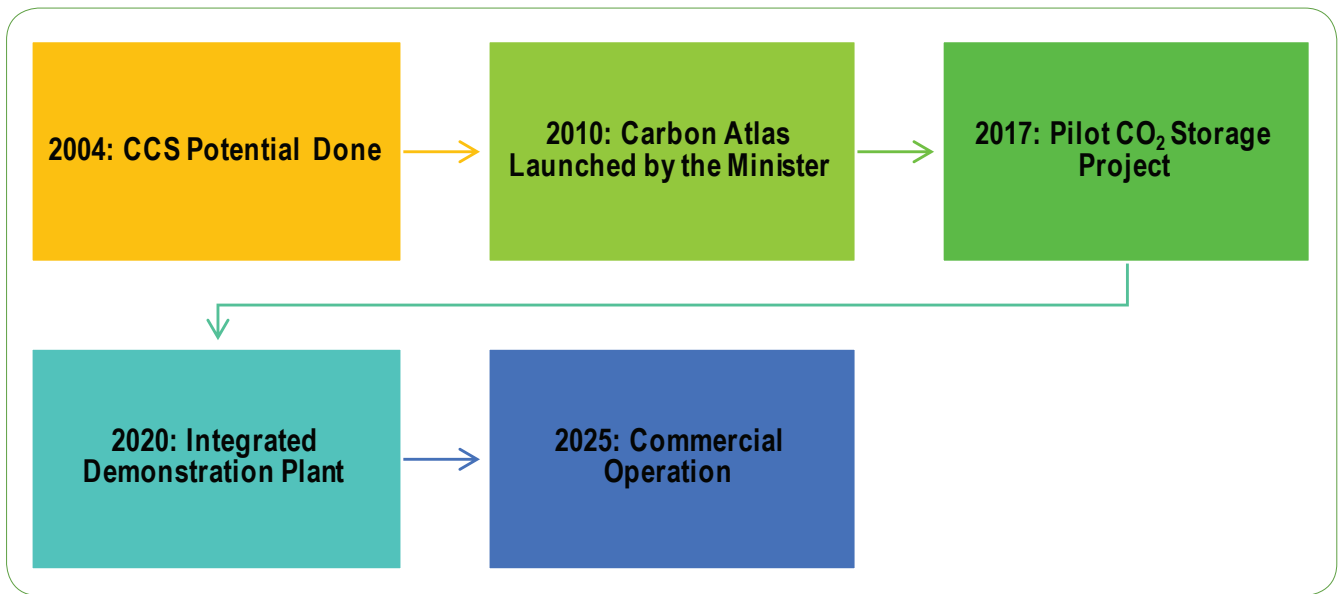 2004: CCS Potential Done
2010: Carbon Atlas
Launched by the Minister
2017: Pilot CO₂ Storage
Project
2020: Integrated
Demonstration Plant
2025: Commercial
Operation